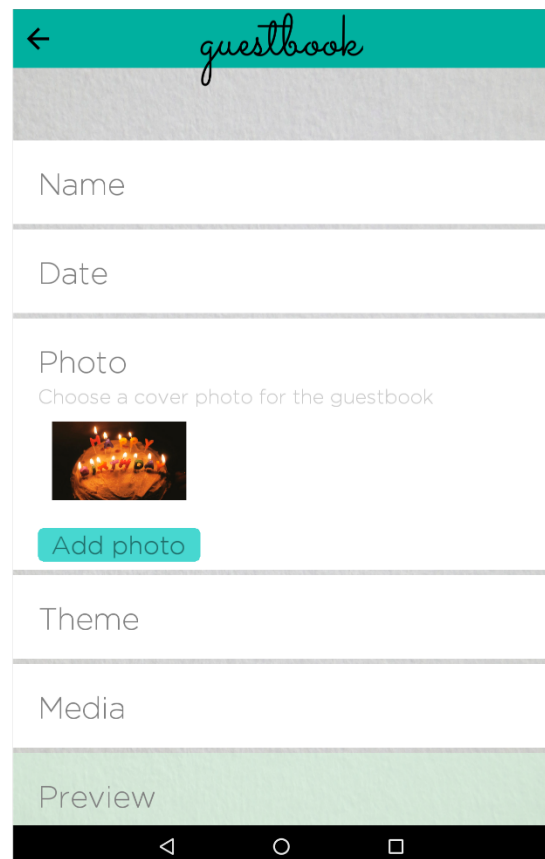 guestbook
Name
Date
Photo
Choose a cover photo for the guestbook
HAPPY
BIRTHDAY
Add photo
Theme
Media
Preview